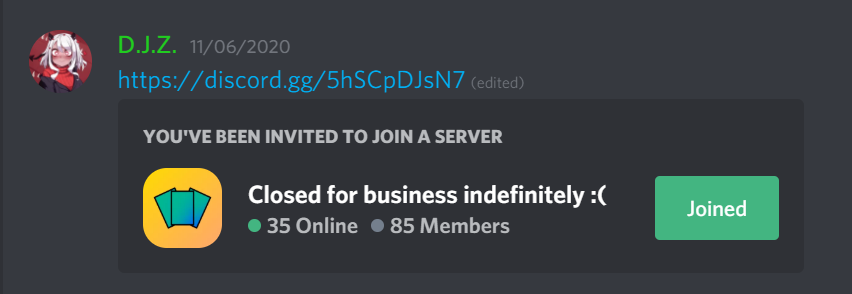 D.J.Z. 11/06/2020
https://discord.gg/5hSCpDJsN7 (edited)
YOU'VE BEEN INVITED TO JOIN A SERVER
Closed for business indefinitely :(
35 Online 85 Members
Joined